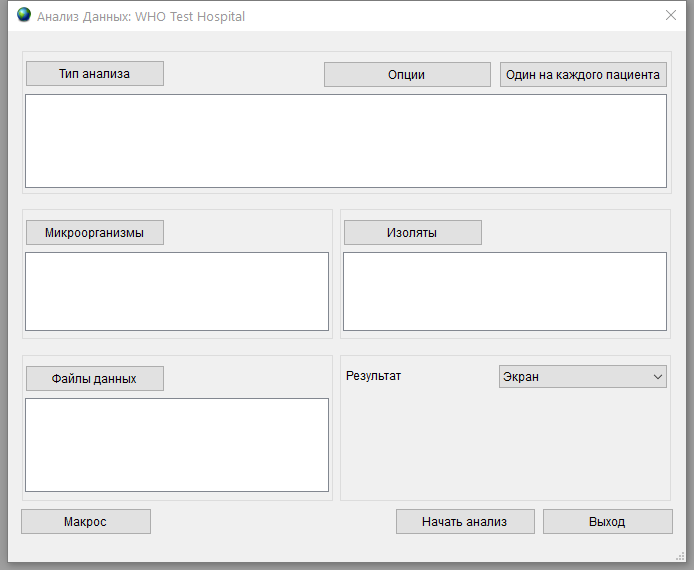 Анализ Данных: WHO Test Hospital
Тип анализа
Опции
Один на каждого пациента
Микроорганизмы
Изоляты
Файлы данных
Результат
Экран
Макрос
Начать анализ
Выход